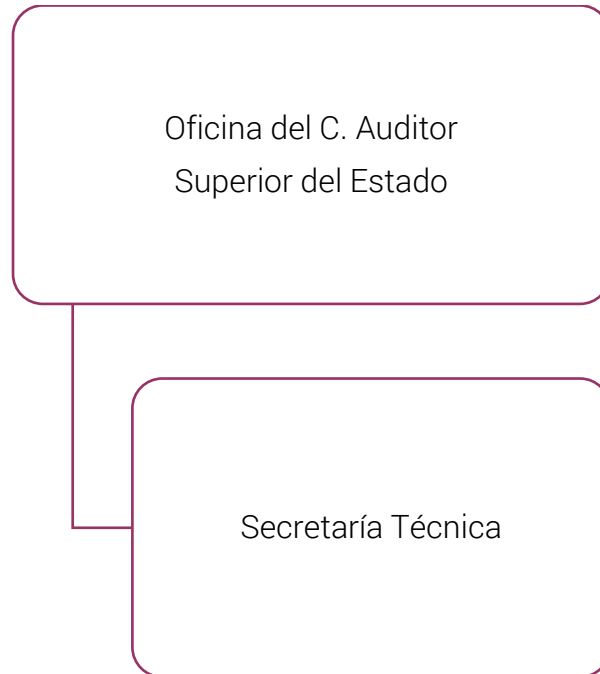 Oficina del C. Auditor
Superior del Estado
Secretaría Técnica